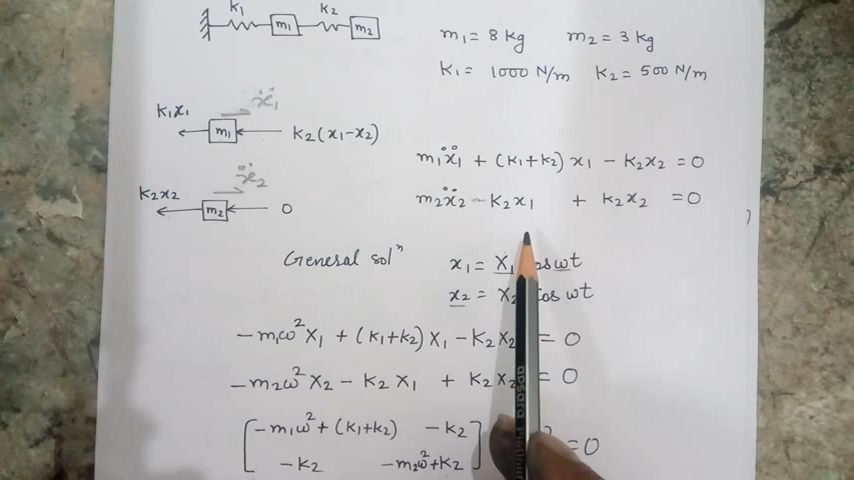 K1 m1 K2 m2
m1 = 8 kg m2 = 3 kg
K1 = 1000 N/m K2 = 500 N/m
K1x1 m1 ẍ1 K2(x1-x2)
K2x2 m2 ẍ2 0
m1ẍ1 + (K1+K2) x1 - K2x2 = 0
m2ẍ2 - K2x1 + K2x2 = 0
General solⁿ
x1 = X1 cos ωt
x2 = X2 cos ωt
-m1ω²X1 + (K1+K2) X1 - K2X2 = 0
-m2ω²X2 - K2X1 + K2X2 = 0
-m1ω² + (K1+K2) -K2 = 0
-K2 -m2ω² + K2
apsara